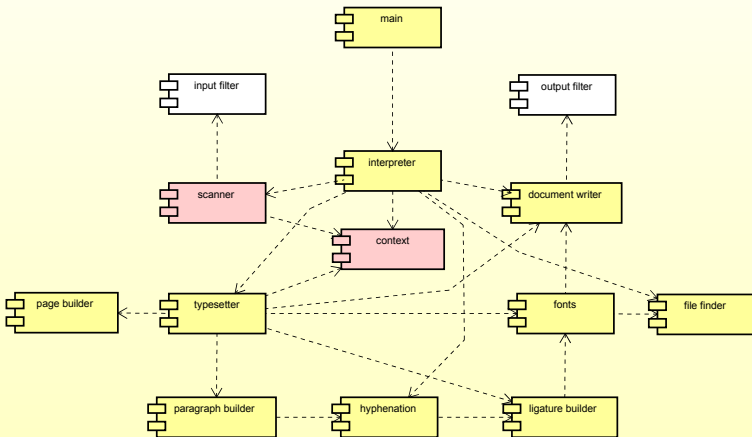 main
input filter
output filter
interpreter
scanner
document writer
context
page builder
typesetter
fonts
file finder
paragraph builder
hyphenation
ligature builder